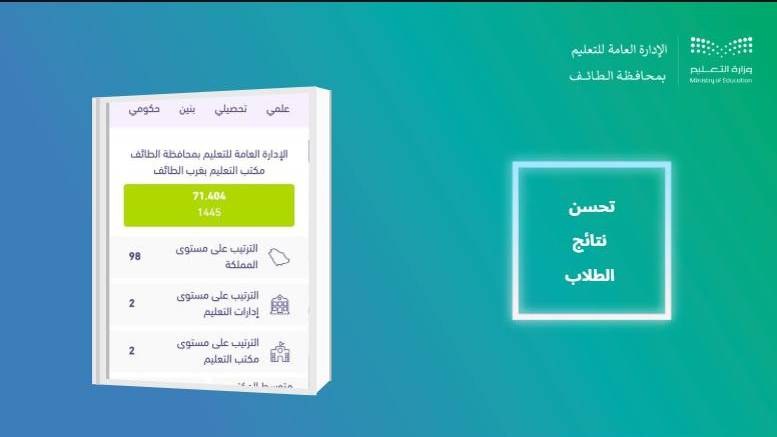 الإدارة العامة للتعليم
بمحافظة الطائف
وزارة التعـــليم
Ministry of Education
علمي تحصيلي بنين حكومي
الإدارة العامة للتعليم بمحافظة الطائف
مكتب التعليم بغرب الطائف
71.404
1445
الترتيب على مستوى
المملكة
98
الترتيب على مستوى
إدارات التعليم
2
الترتيب على مستوى
مكتب التعليم
2
تحسن
نتائج
الطلاب